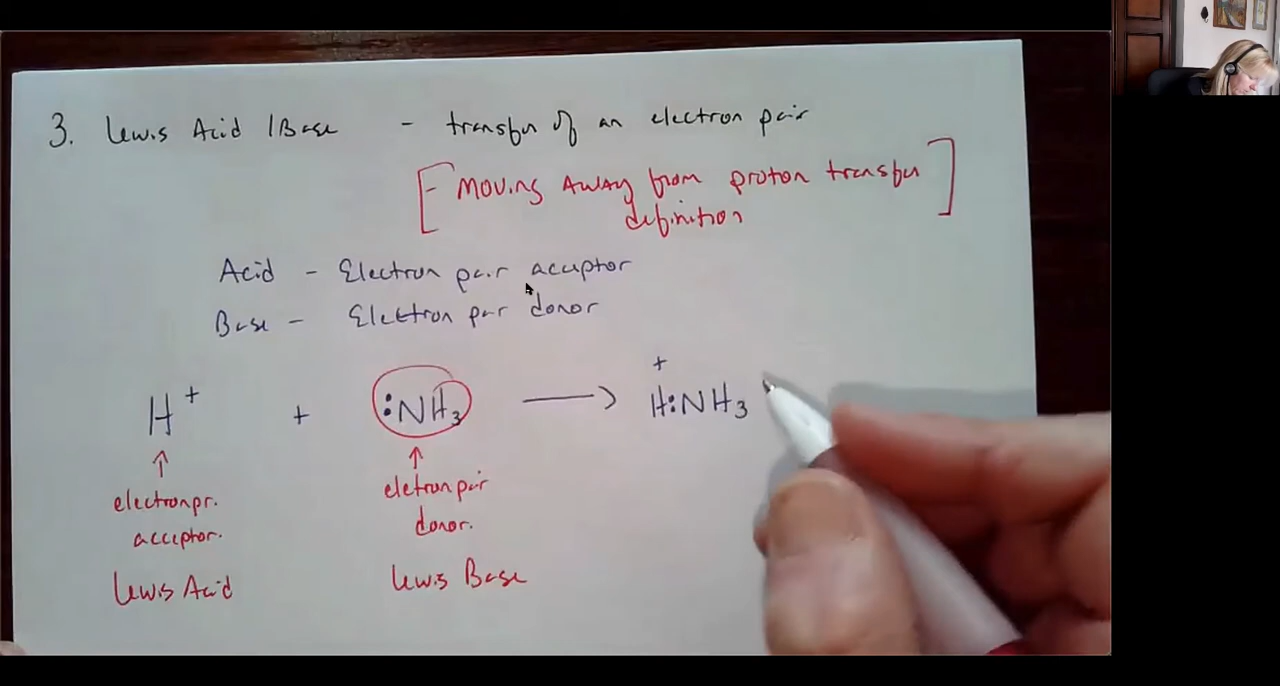 3. Lewis Acid / Base - transfer of an electron pair
[- Moving Away from proton transfer
definition]
Acid - Electron pair acceptor
Base - Electron pair donor
H+ + :NH3 → H:NH3 +
electron pr. acceptor.
Lewis Acid
eletron pair donor.
Lewis Base